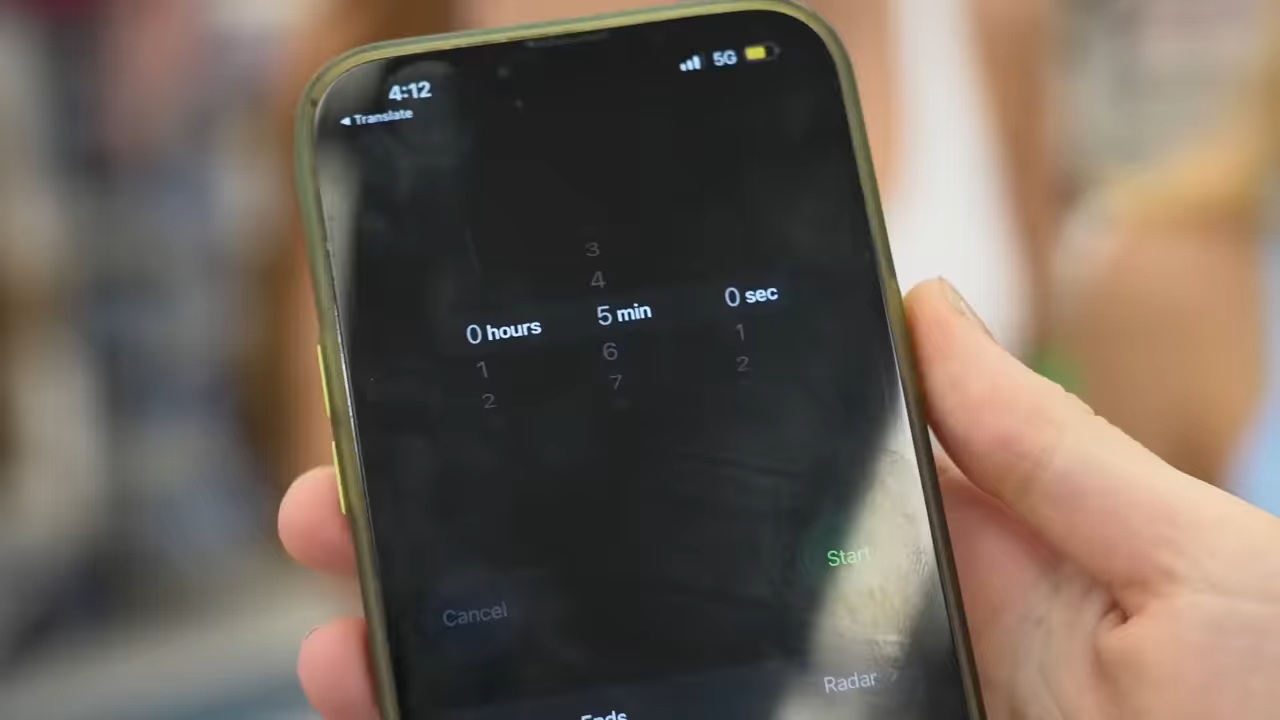 4:12 5G
◀ Translate
3
4
0 hours 5 min 0 sec
1 6 1
2 7 2
Cancel Start
Radar
Ends